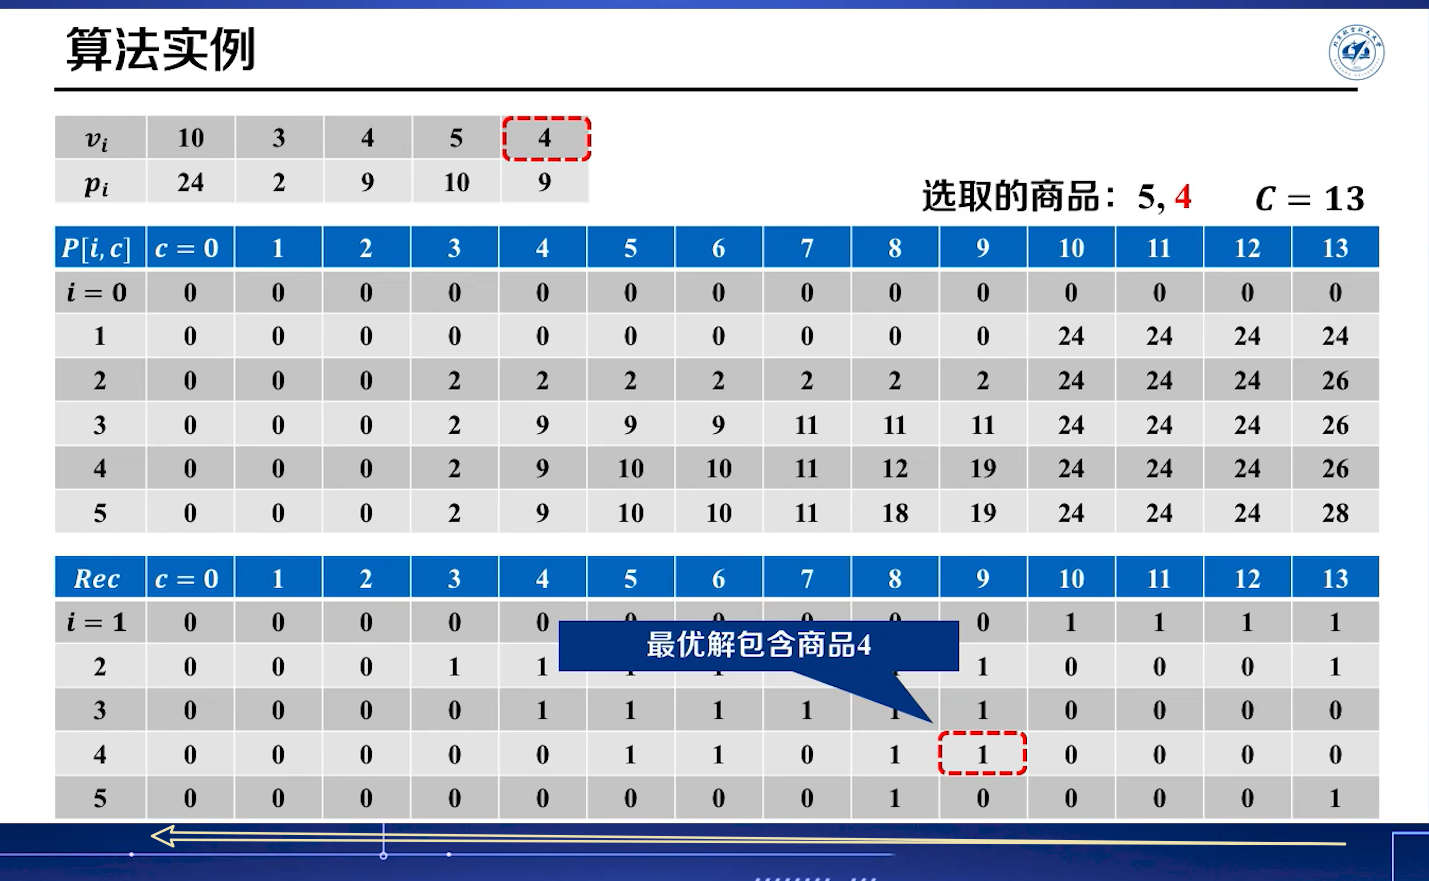 算法实例
v_i 10 3 4 5 4
p_i 24 2 9 10 9
选取的商品：5, 4 C = 13
P[i, c] c = 0 1 2 3 4 5 6 7 8 9 10 11 12 13
i = 0 0 0 0 0 0 0 0 0 0 0 0 0 0 0
1 0 0 0 0 0 0 0 0 0 0 24 24 24 24
2 0 0 0 2 2 2 2 2 2 2 24 24 24 26
3 0 0 0 2 9 9 9 11 11 11 24 24 24 26
4 0 0 0 2 9 10 10 11 12 19 24 24 24 26
5 0 0 0 2 9 10 10 11 18 19 24 24 24 28
Rec c = 0 1 2 3 4 5 6 7 8 9 10 11 12 13
i = 1 0 0 0 0 0 0 0 0 0 0 1 1 1 1
最优解包含商品4
2 0 0 0 1 1 1 0 0 0 1
3 0 0 0 0 1 1 1 1 1 1 0 0 0 0
4 0 0 0 0 0 1 1 0 1 1 0 0 0 0
5 0 0 0 0 0 0 0 0 1 0 0 0 0 1